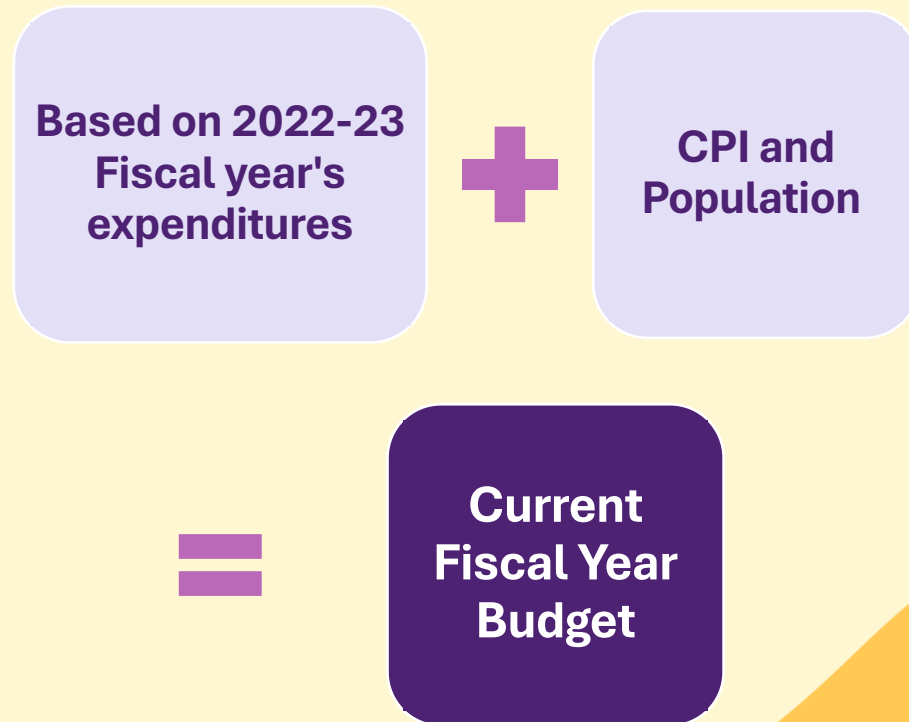 Based on 2022-23
Fiscal year's
expenditures
CPI and
Population
Current
Fiscal Year
Budget